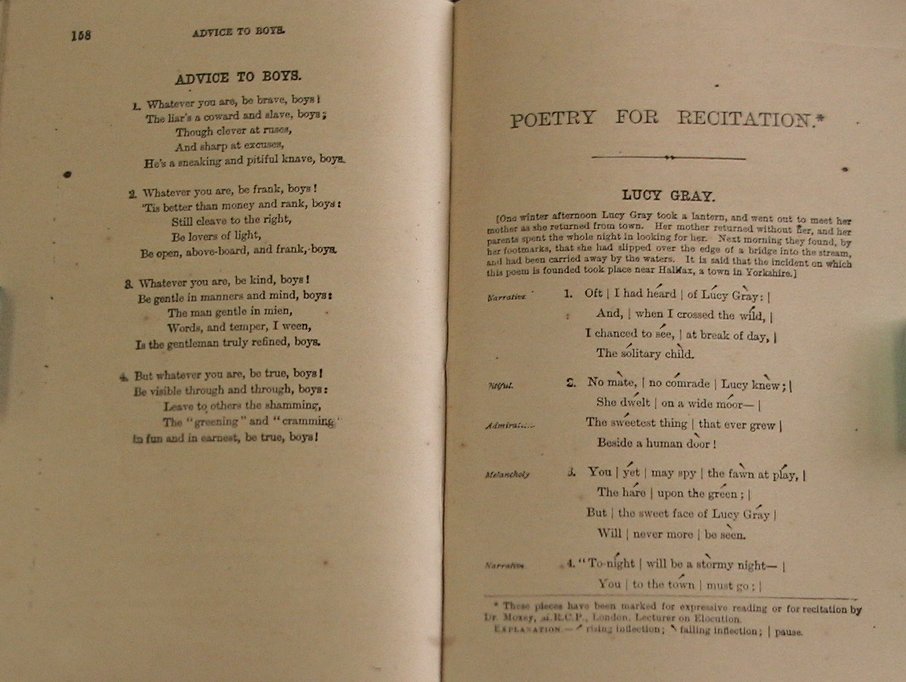 158
ADVICE TO BOYS.
ADVICE TO BOYS.
1. Whatever you are, be brave, boys!
The liar's a coward and slave, boys;
Though clever at ruses,
And sharp at excuses,
He's a sneaking and pitiful knave, boys.
2. Whatever you are, be frank, boys!
'Tis better than money and rank, boys:
Still cleave to the right,
Be lovers of light,
Be open, above-board, and frank, boys.
3. Whatever you are, be kind, boys!
Be gentle in manners and mind, boys:
The man gentle in mien,
Words, and temper, I ween,
Is the gentleman truly refined, boys.
4. But whatever you are, be true, boys!
Be visible through and through, boys:
Leave to others the shamming,
The "greening" and "cramming,"
In fun and in earnest, be true, boys!
POETRY FOR RECITATION.*
LUCY GRAY.
[One winter afternoon Lucy Gray took a lantern, and went out to meet her
mother as she returned from town. Her mother returned without her, and her
parents spent the whole night in looking for her. Next morning they found, by
her footmarks, that she had slipped over the edge of a bridge into the stream,
and had been carried away by the waters. It is said that the incident on which
this poem is founded took place near Halifax, a town in Yorkshire.]
Narrative. 1. Oft | I had heard | of Lucy Gray: |
And, | when I crossed the wild, |
I chanced to see, | at break of day, |
The solitary child.
Pitiful. 2. No mate, | no comrade | Lucy knew; |
She dwelt | on a wide moor— |
The sweetest thing | that ever grew |
Beside a human door!
Melancholy 3. You | yet | may spy | the fawn at play, |
The hare | upon the green; |
But | the sweet face of Lucy Gray |
Will | never more | be seen.
Narrative. 4. "To-night | will be a stormy night— |
You | to the town | must go; |
* These pieces have been marked for expressive reading or for recitation by
Dr. Moxey, M.R.C.P., London, Lecturer on Elocution.
EXPLANATION.— ´ rising inflection; ` falling inflection; | pause.